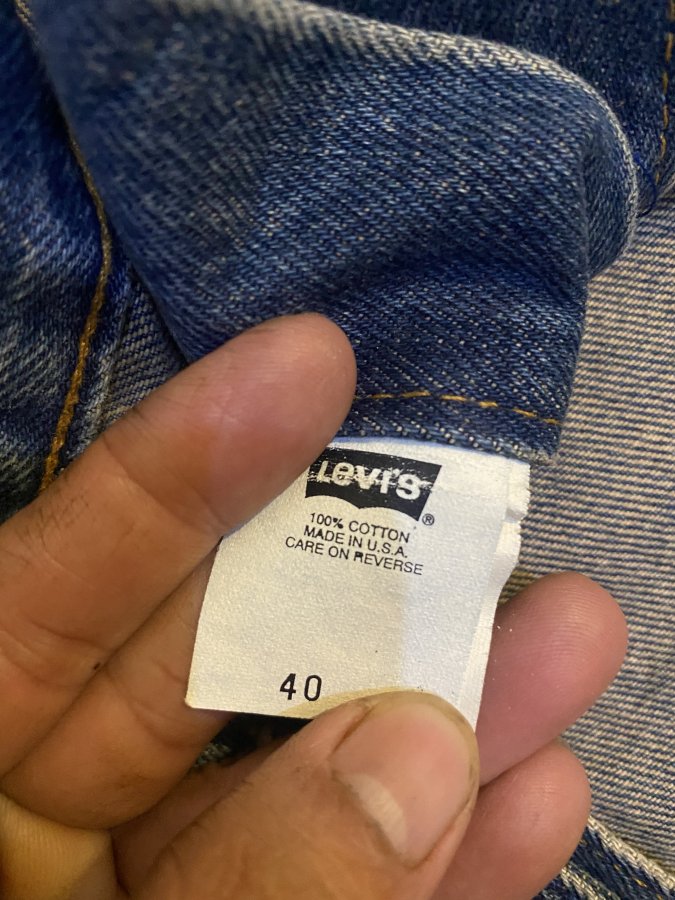 Levi's ®
100% COTTON
MADE IN U.S.A.
CARE ON REVERSE
40